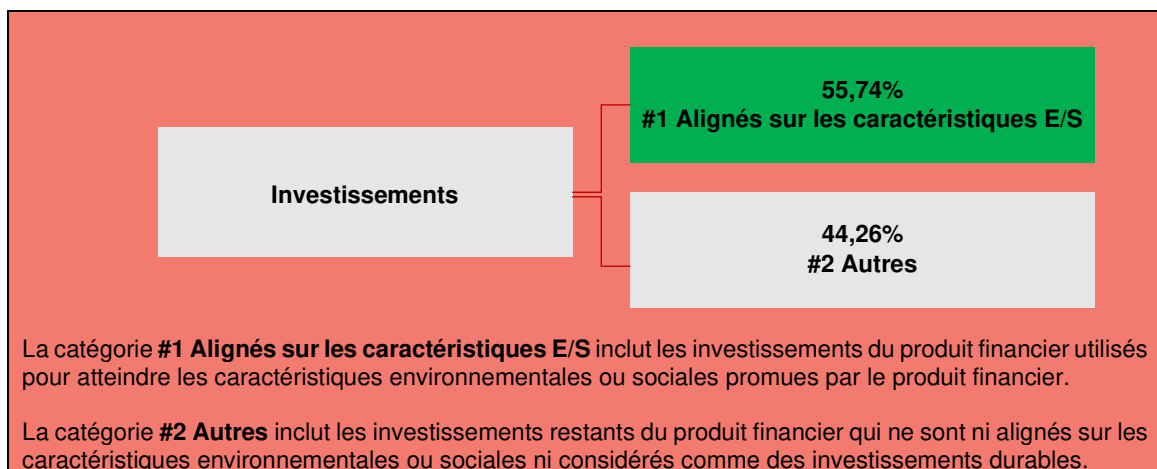 55,74%
#1 Alignés sur les caractéristiques E/S
Investissements
44,26%
#2 Autres
La catégorie #1 Alignés sur les caractéristiques E/S inclut les investissements du produit financier utilisés
pour atteindre les caractéristiques environnementales ou sociales promues par le produit financier.
La catégorie #2 Autres inclut les investissements restants du produit financier qui ne sont ni alignés sur les
caractéristiques environnementales ou sociales ni considérés comme des investissements durables.